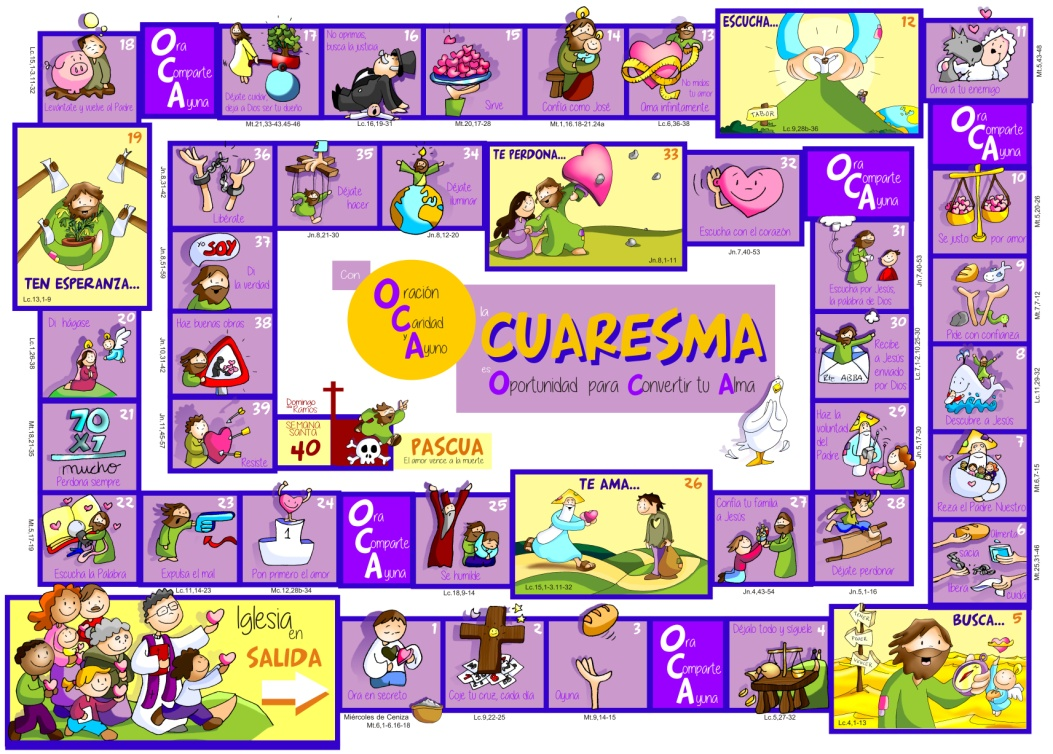 Iglesia
en
SALIDA
1
Ora en secreto
Miércoles de Ceniza
Mt.6,1-6.16-18
2
Coje tu cruz, cada día
Lc.9,22-25
3
Ayuna
Mt.9,14-15
Ora
Comparte
Ayuna
Déjalo todo y síguele
4
Lc.5,27-32
BUSCA...
5
TENER
PODER
Lc.4,1-13
6
Alimenta
sacia
libera
cuida
Mt.25,31-46
7
Reza el Padre Nuestro
Mt.6,7-15
8
Descubre a Jesús
Lc.11,29-32
9
Pide con confianza
Mt.7,7-12
10
Se justo por amor
Mt.5,20-26
Ora
Comparte
Ayuna
11
Ama a tu enemigo
Mt.5,43-48
ESCUCHA...
12
TABOR
Lc.9,28b-36
13
No midas
tu amor
Ama infinitamente
Lc.6,36-38
14
Confía como José
Mt.1,16.18-21.24a
15
Sirve
Mt.20,17-28
No oprimas,
busca la justicia
16
Lc.16,19-31
17
Déjate cuidar
deja a Dios ser tu dueño
Mt.21,33-43.45-46
Ora
Comparte
Ayuna
18
Levántate y vuelve al Padre
Lc.15,1-3.11-32
19
TEN ESPERANZA...
Lc.13,1-9
Di hágase
20
Lc.1,26-38
21
70
X7
mucho
Perdona siempre
Mt.18,21-35
22
Escucha la Palabra
Mt.5,17-19
23
Expulsa el mal
Lc.11,14-23
24
1
Pon primero el amor
Mc.12,28b-34
Ora
Comparte
Ayuna
25
Se humilde
Lc.18,9-14
TE AMA...
26
Lc.15,1-3.11-32
Confía tu familia
a Jesús
27
Jn.4,43-54
28
Déjate perdonar
Jn.5,1-16
29
Haz la
voluntad
del
Padre
Jn.5,17-30
30
Recibe
a Jesús
enviado
por Dios
Rte. ABBA
Lc.7,1-2.10.25-30
31
Escucha por Jesús,
la palabra de Dios
Jn.7,40-53
Ora
Comparte
Ayuna
32
Escucha con el corazón
Jn.7,40-53
TE PERDONA...
33
Jn.8,1-11
34
Déjate
iluminar
Jn.8,12-20
35
Déjate
hacer
Jn.8,21-30
36
Libérate
Jn.8,31-42
37
YO SOY
Di
la verdad
Jn.8,51-59
Haz buenas obras
38
Jn.10,31-42
39
Resiste
Jn.11,45-57
Domingo
de
Ramos
SEMANA
SANTA
40
PASCUA
El amor vence a la muerte
Con
Oración
Caridad
y
Ayuno
la
CUARESMA
es
Oportunidad para Convertir tu Alma